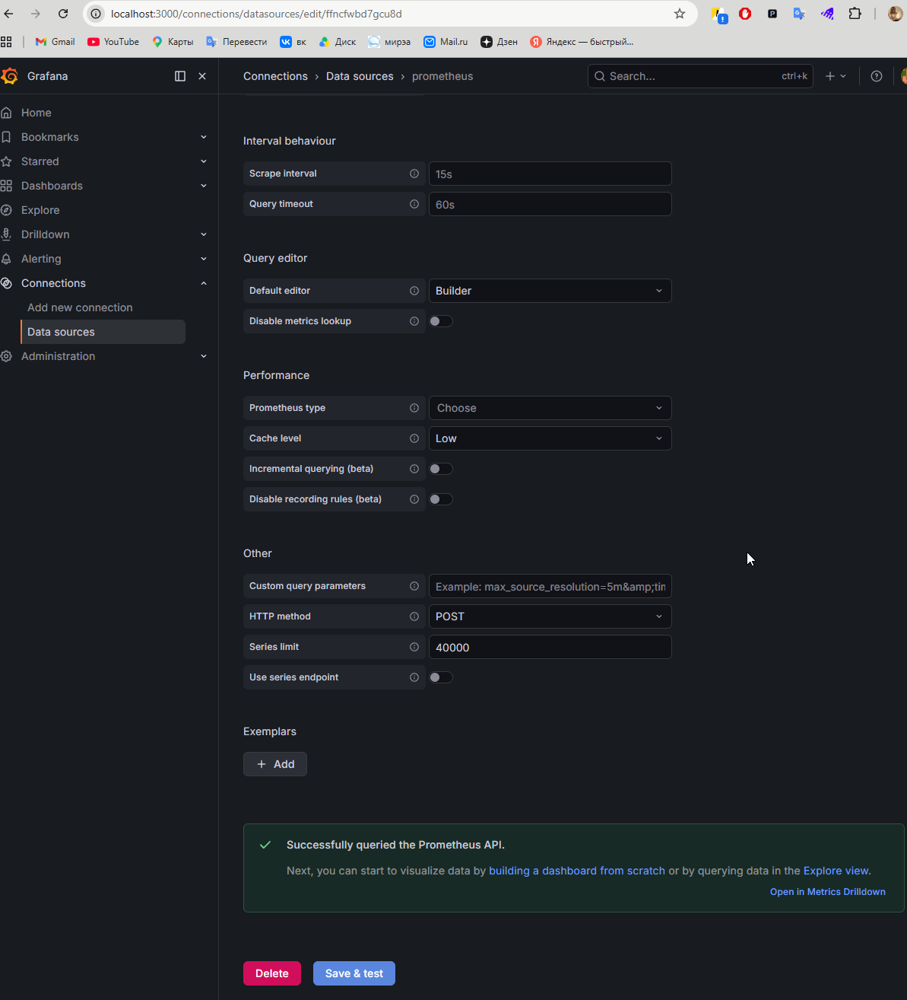 localhost:3000/connections/datasources/edit/ffncfwbd7gcu8d
Gmail YouTube Карты Перевести вк Диск мирэа Mail.ru Дзен Яндекс — быстрый...
Grafana
Connections › Data sources › prometheus
Search... ctrl+k
Home
Bookmarks
Starred
Dashboards
Explore
Drilldown
Alerting
Connections
Add new connection
Data sources
Administration
Interval behaviour
Scrape interval 15s
Query timeout 60s
Query editor
Default editor Builder
Disable metrics lookup
Performance
Prometheus type Choose
Cache level Low
Incremental querying (beta)
Disable recording rules (beta)
Other
Custom query parameters Example: max_source_resolution=5m&amp;tin
HTTP method POST
Series limit 40000
Use series endpoint
Exemplars
+ Add
Successfully queried the Prometheus API.
Next, you can start to visualize data by building a dashboard from scratch or by querying data in the Explore view.
Open in Metrics Drilldown
Delete Save & test